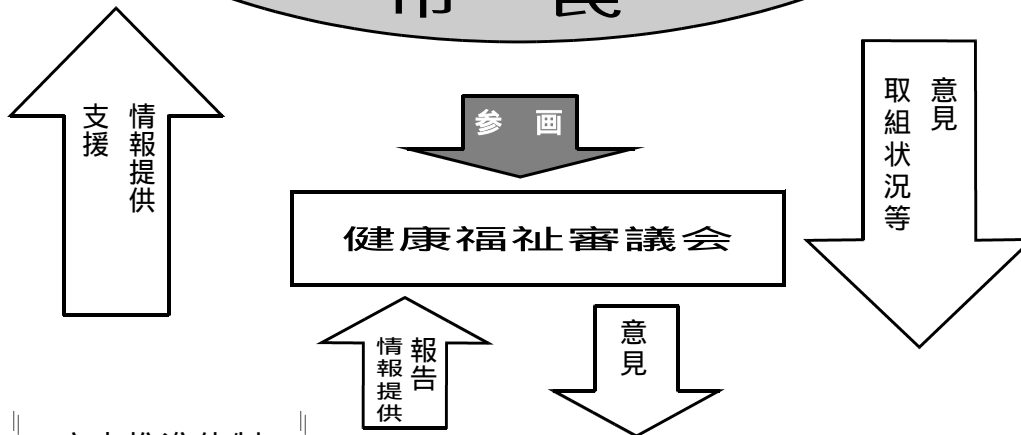 市 民
参 画
情報提供
支援
意見
取組状況等
健康福祉審議会
報告
情報提供
意見